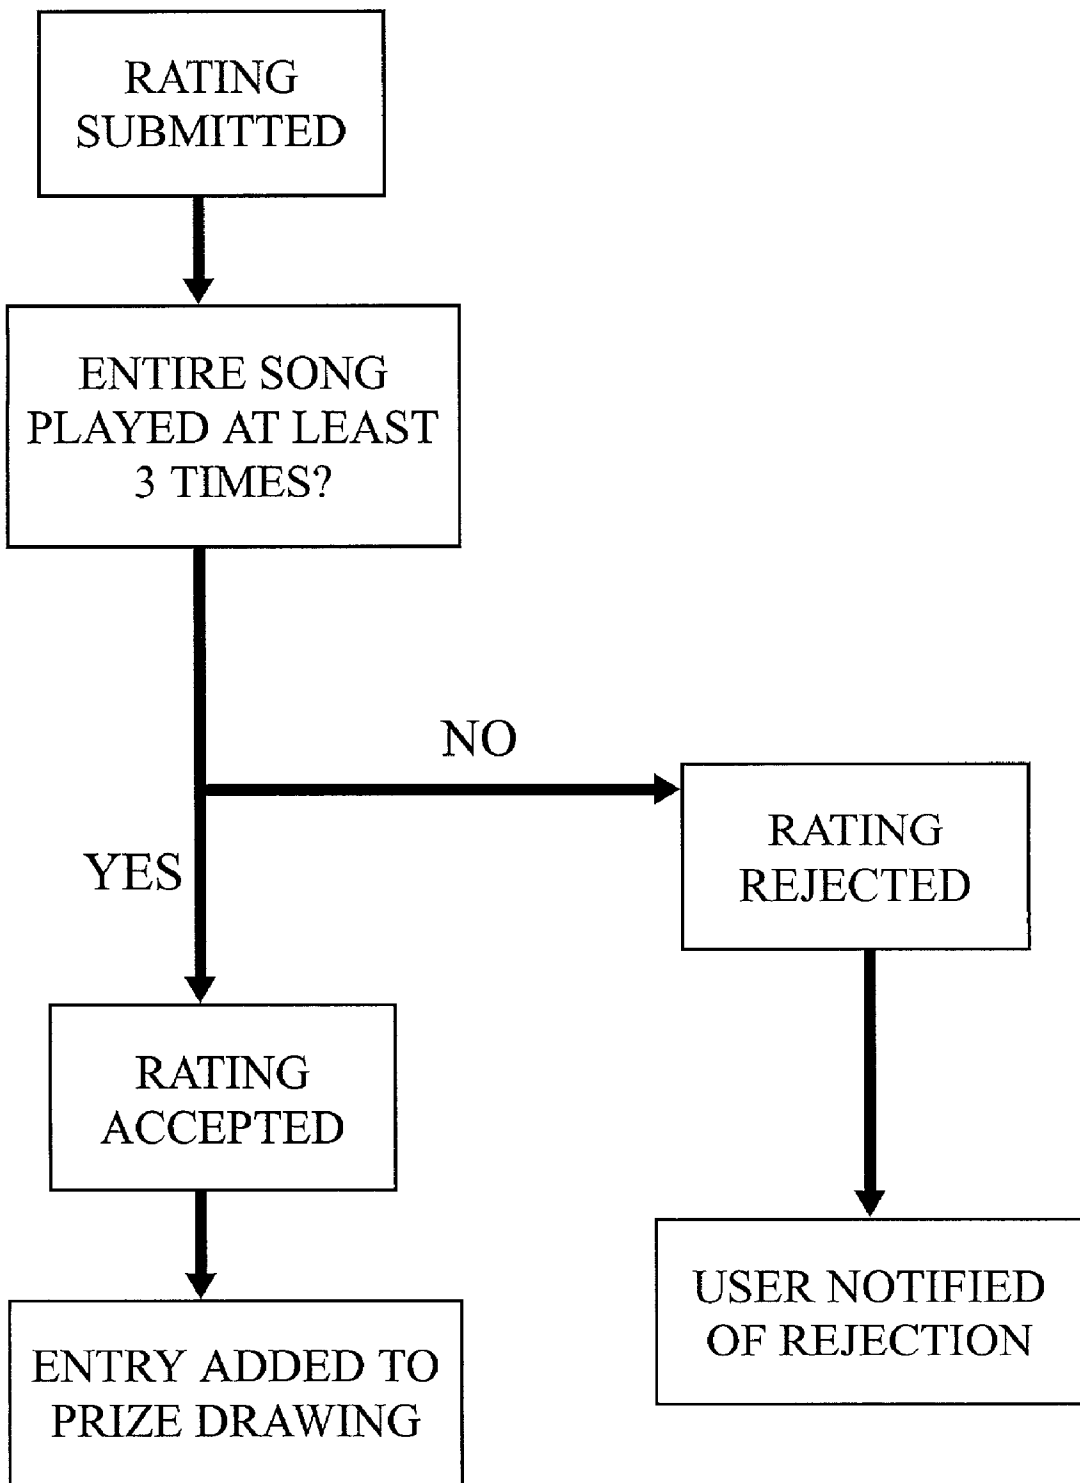 RATING
SUBMITTED
ENTIRE SONG
PLAYED AT LEAST
3 TIMES?
NO
YES
RATING
REJECTED
RATING
ACCEPTED
USER NOTIFIED
OF REJECTION
ENTRY ADDED TO
PRIZE DRAWING